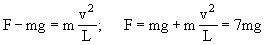 F − mg = m v²/L;  F = mg + m v²/L = 7mg